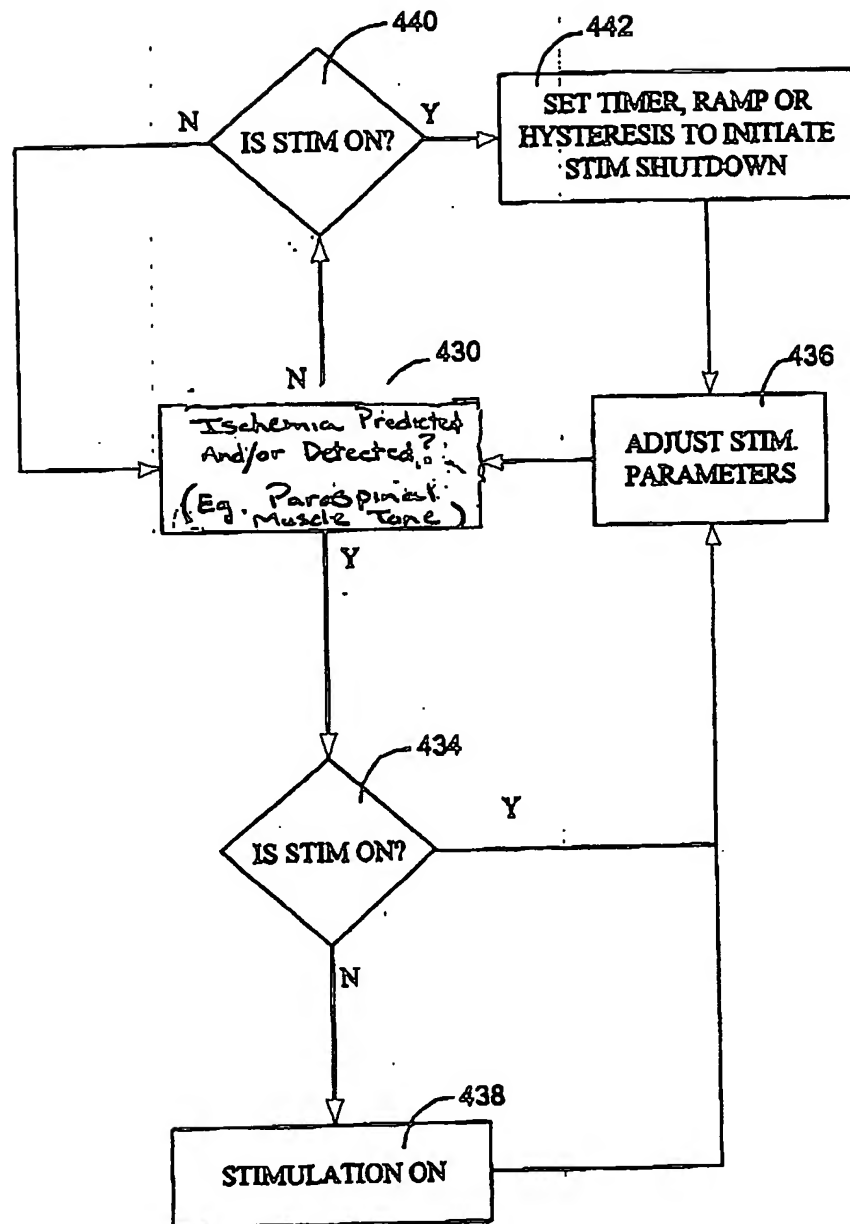 440
442
N
IS STIM ON?
Y
SET TIMER, RAMP OR
HYSTERESIS TO INITIATE
STIM SHUTDOWN
430
N
436
Ischemia Predicted
And/or Detected?
(Eg. Paraspinal
Muscle Tone)
ADJUST STIM.
PARAMETERS
Y
434
IS STIM ON?
Y
N
438
STIMULATION ON